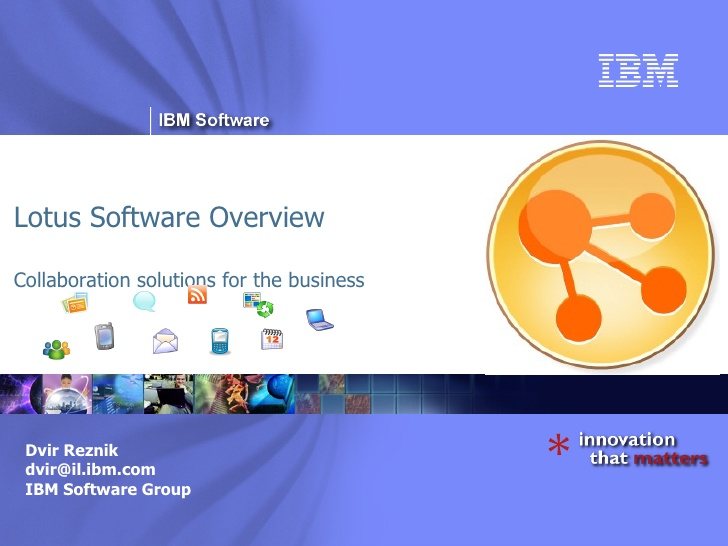 IBM
IBM Software
Lotus Software Overview
Collaboration solutions for the business
12
Dvir Reznik
dvir@il.ibm.com
IBM Software Group
* innovation
that matters